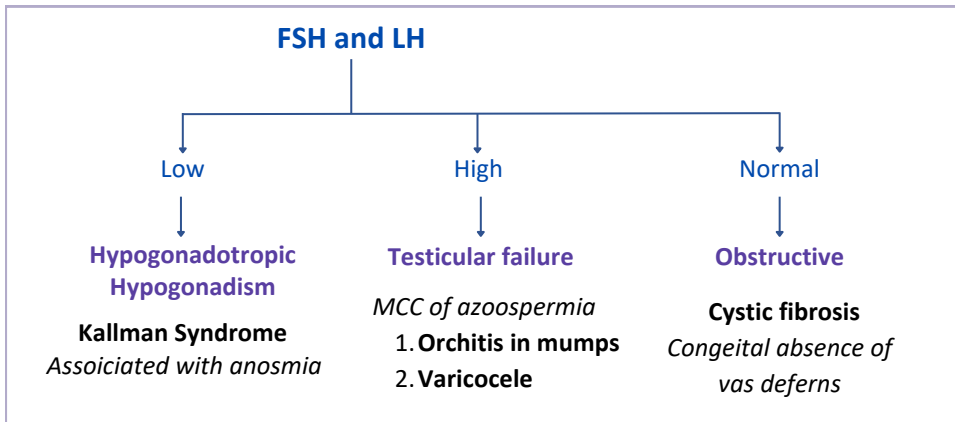 FSH and LH
Low
High
Normal
Hypogonadotropic
Hypogonadism
Kallman Syndrome
Assoiciated with anosmia
Testicular failure
MCC of azoospermia
1. Orchitis in mumps
2. Varicocele
Obstructive
Cystic fibrosis
Congeital absence of
vas deferns